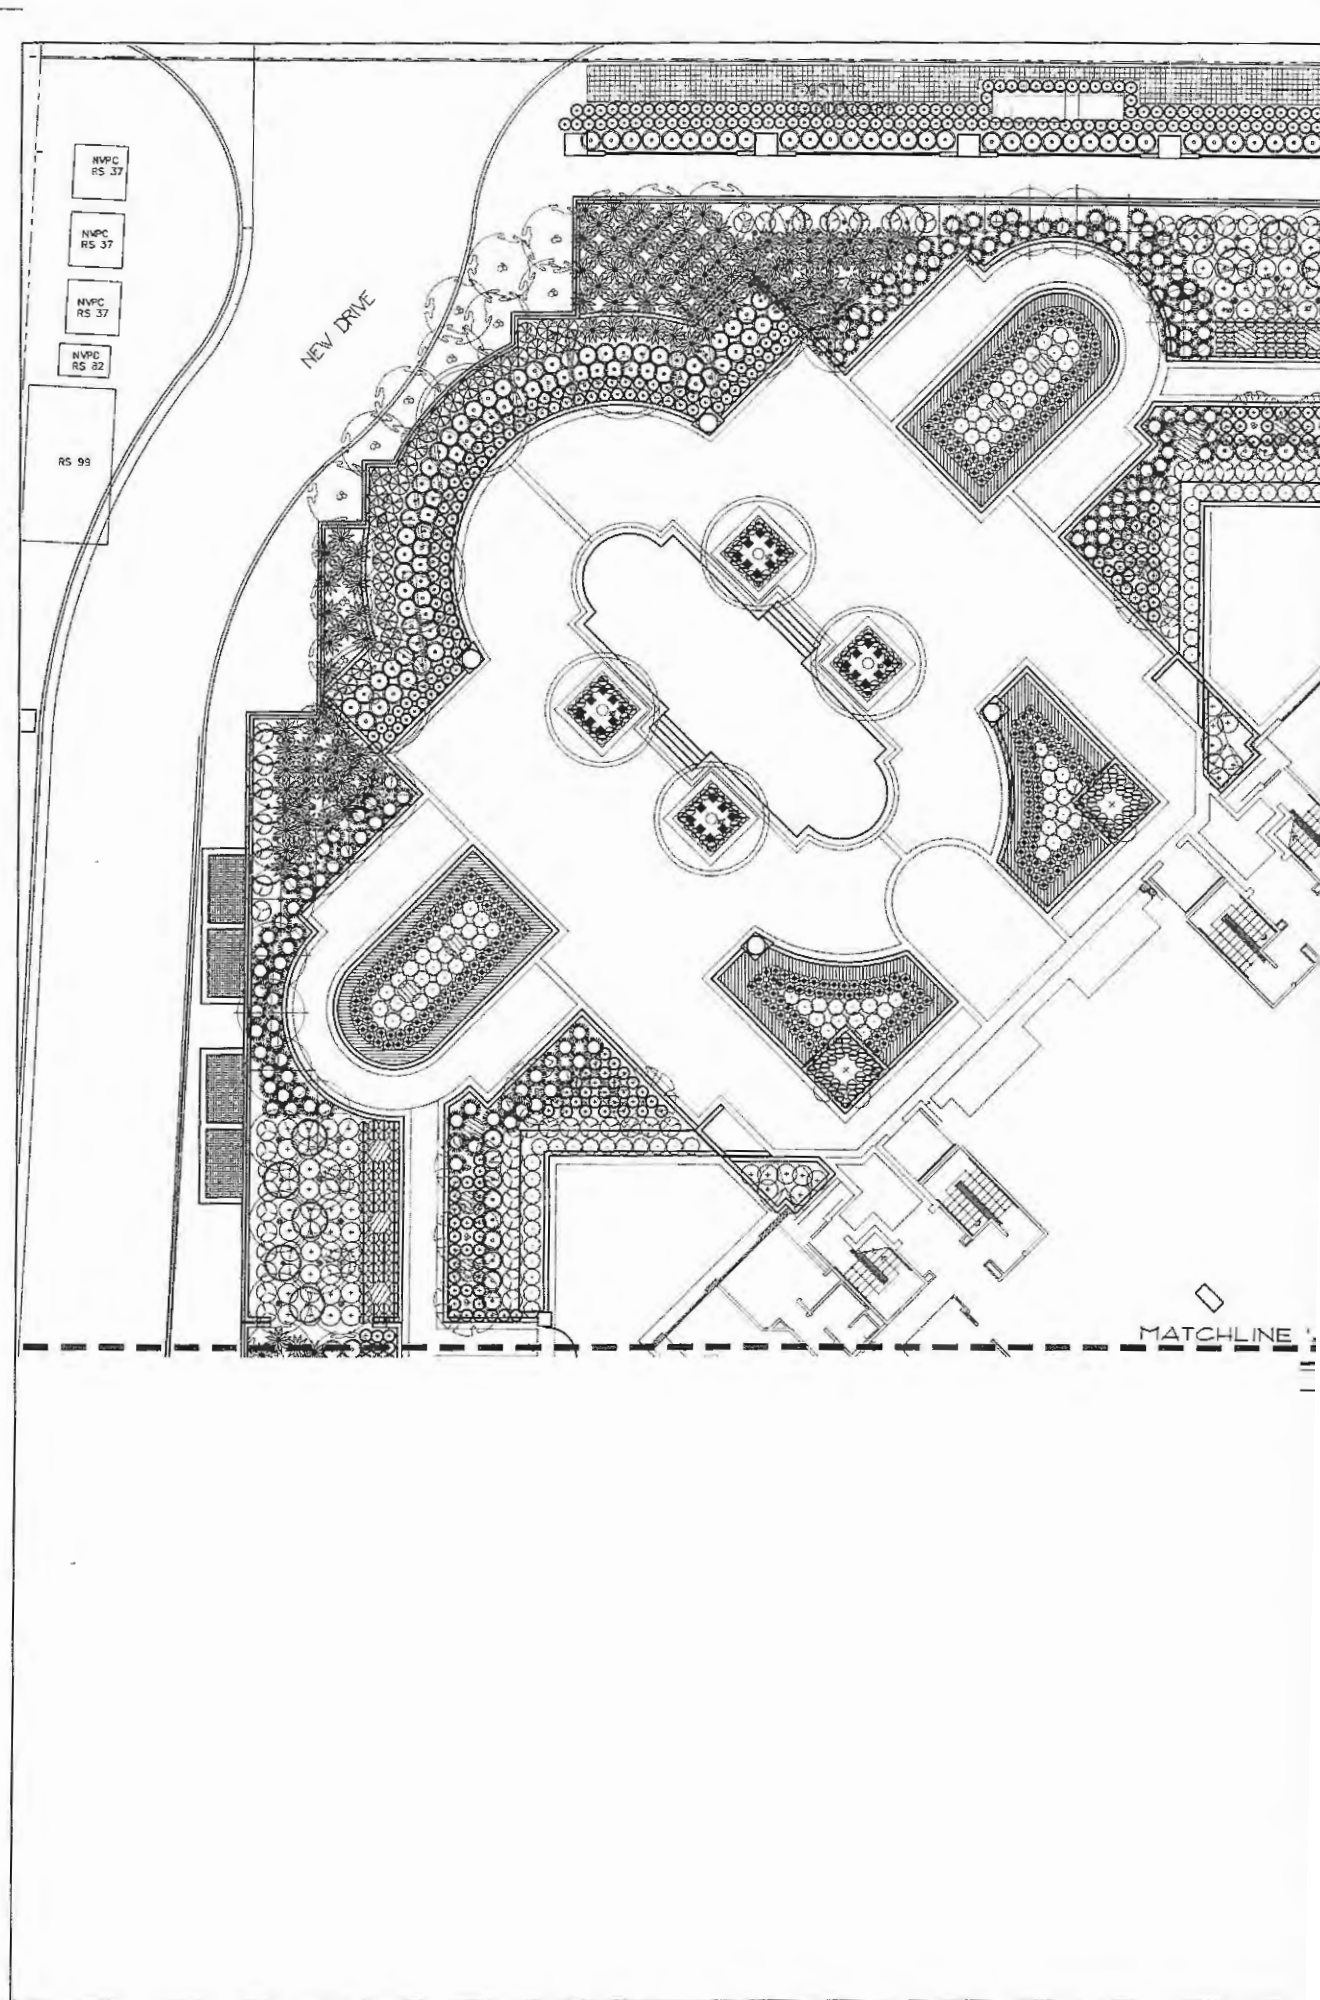 EXISTING
NVPC
RS 37
NVPC
RS 37
NVPC
RS 37
NVPC
RS 82
RS 99
NEW DRIVE
MATCHLINE